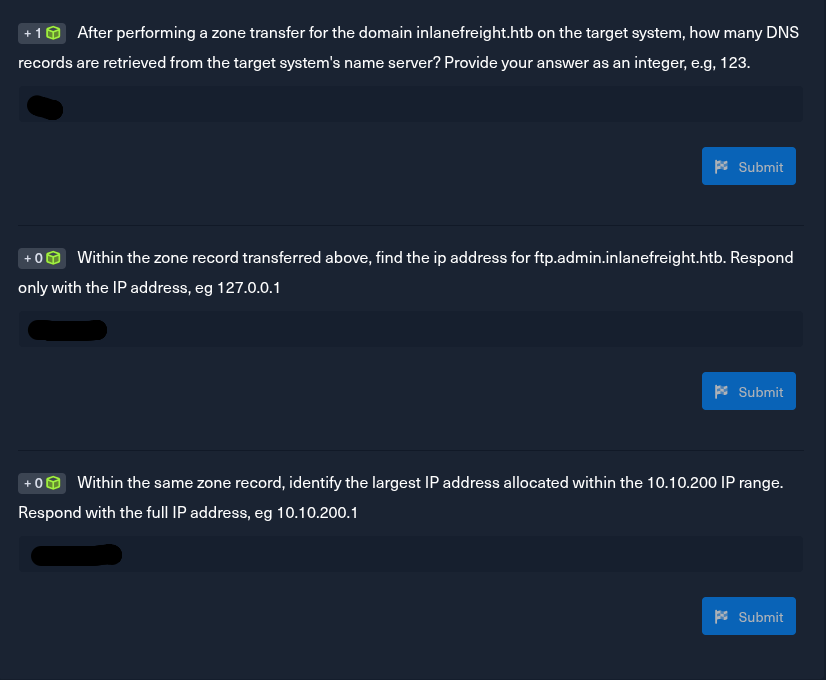 + 1 After performing a zone transfer for the domain inlanefreight.htb on the target system, how many DNS
records are retrieved from the target system's name server? Provide your answer as an integer, e.g, 123.
Submit
+ 0 Within the zone record transferred above, find the ip address for ftp.admin.inlanefreight.htb. Respond
only with the IP address, eg 127.0.0.1
Submit
+ 0 Within the same zone record, identify the largest IP address allocated within the 10.10.200 IP range.
Respond with the full IP address, eg 10.10.200.1
Submit